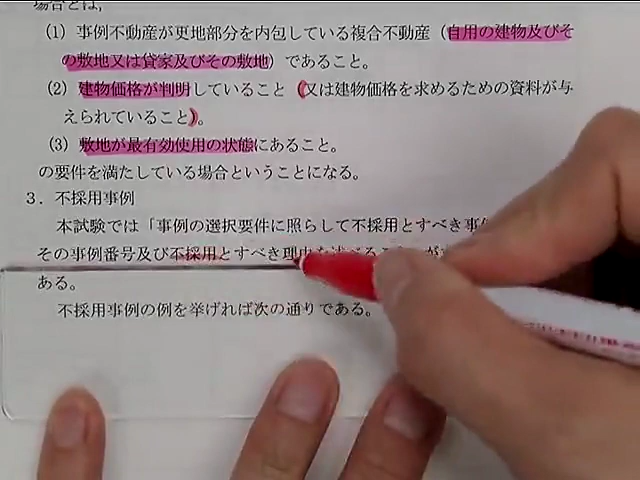 場合とは，
(1) 事例不動産が更地部分を内包している複合不動産（自用の建物及びそ
の敷地又は貸家及びその敷地）であること。
(2) 建物価格が判明していること（又は建物価格を求めるための資料が与
えられていること）。
(3) 敷地が最有効使用の状態にあること。
の要件を満たしている場合ということになる。
3．不採用事例
本試験では「事例の選択要件に照らして不採用とすべき事
その事例番号及び不採用とすべき理由を述べる
ある。
不採用事例の例を挙げれば次の通りである。